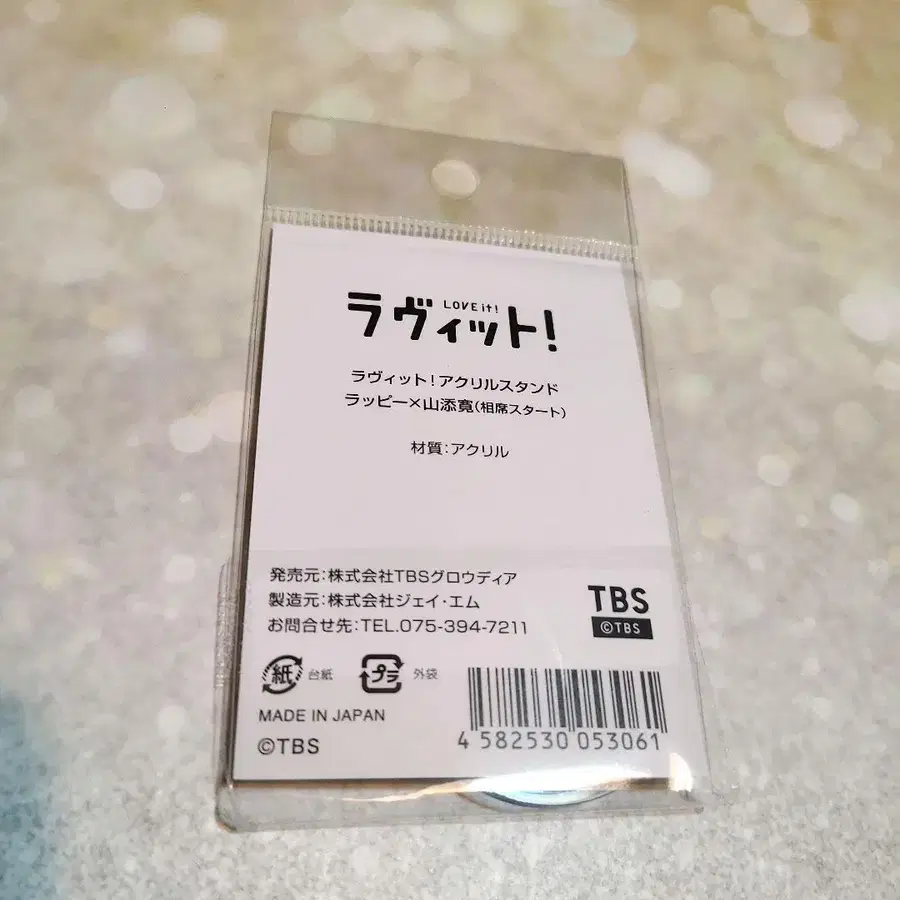 LOVE it!
ラヴィット!
ラヴィット!アクリルスタンド
ラッピー×山添寛(相席スタート)
材質:アクリル
発売元:株式会社TBSグロウディア
製造元:株式会社ジェイ・エム
お問合せ先:TEL.075-394-7211
TBS
©TBS
紙 台紙 プラ 外袋
MADE IN JAPAN
©TBS
4 582530 053061